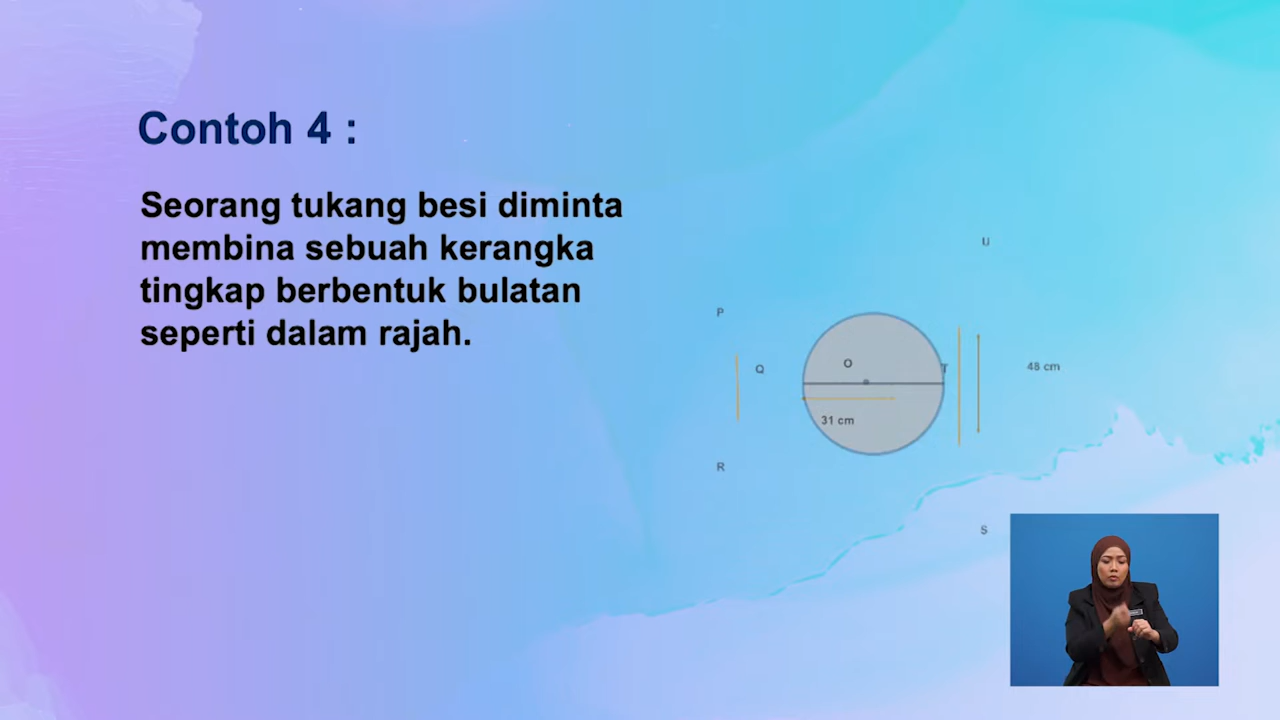 Contoh 4 :
Seorang tukang besi diminta
membina sebuah kerangka
tingkap berbentuk bulatan
seperti dalam rajah.
U
P
Q
O
T
48 cm
31 cm
R
S